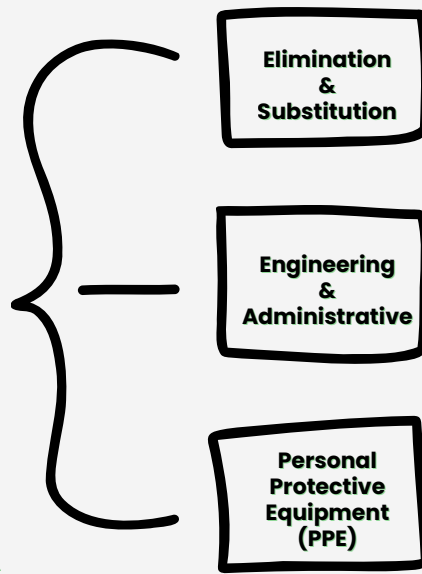 Elimination
&
Substitution
Engineering
&
Administrative
Personal
Protective
Equipment
(PPE)